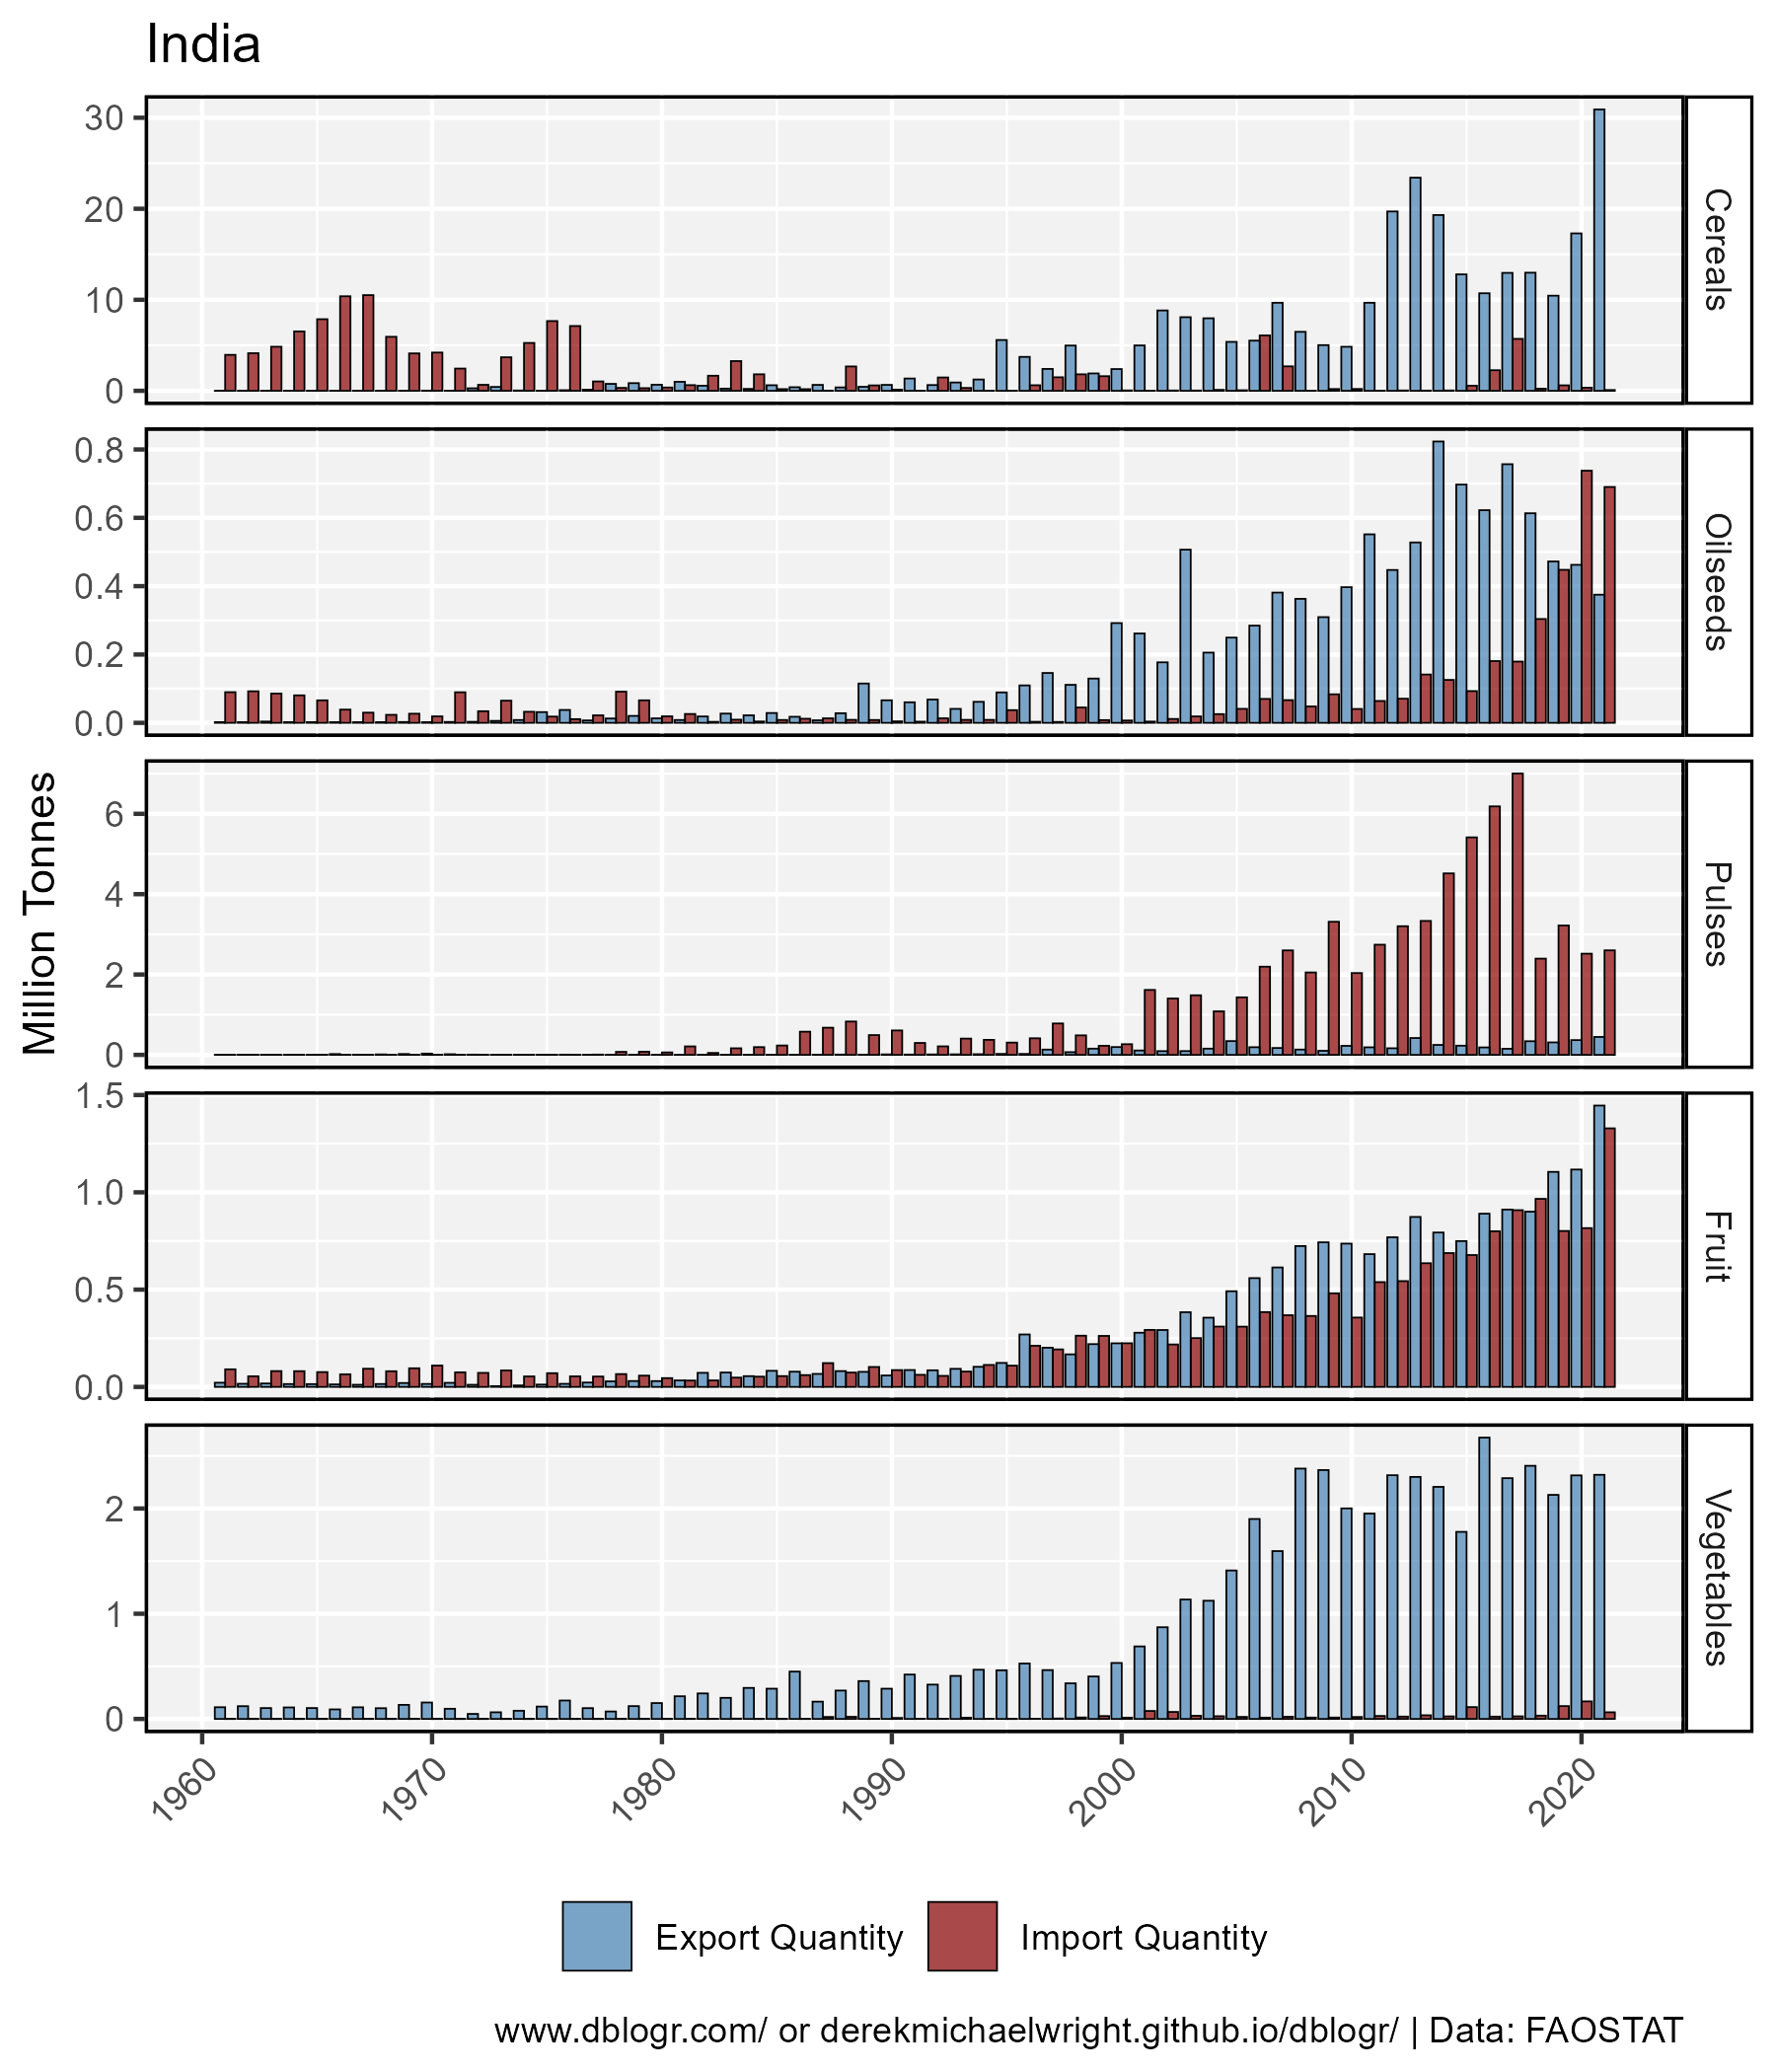 India
30
20
10
0
Cereals
0.8
0.6
0.4
0.2
0.0
Oilseeds
Million Tonnes
6
4
2
0
Pulses
1.5
1.0
0.5
0.0
Fruit
2
1
0
Vegetables
1960 1970 1980 1990 2000 2010 2020
Export Quantity Import Quantity
www.dblogr.com/ or derekmichaelwright.github.io/dblogr/ | Data: FAOSTAT